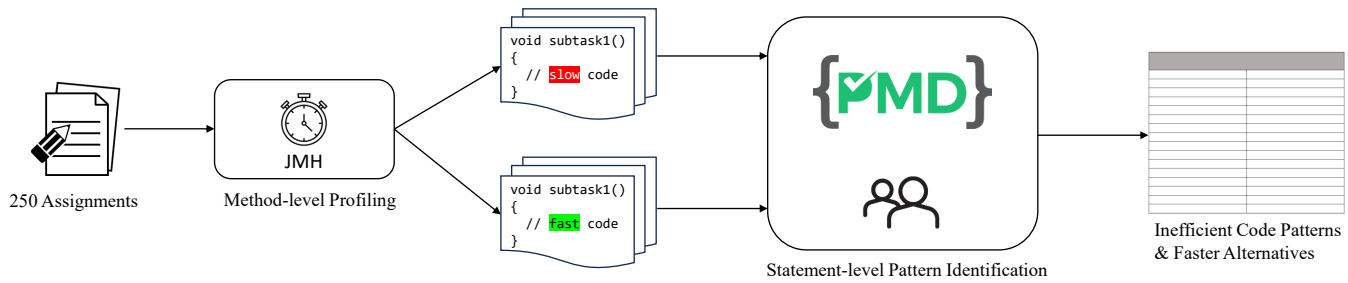 250 Assignments
JMH
Method-level Profiling
void subtask1()
{
// slow code
}
void subtask1()
{
// fast code
}
{PMD}
Statement-level Pattern Identification
Inefficient Code Patterns
& Faster Alternatives